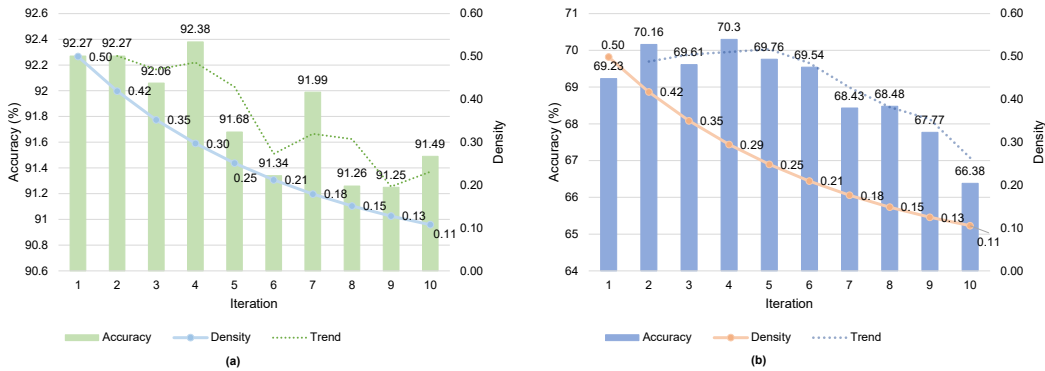 92.6 0.60
92.4 92.38
92.27 92.27 0.50
0.50
92.2
92.06
92 91.99 0.40
0.42
91.8
91.68
0.35
91.6
91.49
0.30 0.30
91.4
91.34
0.25 0.21
91.26 91.25
91.2 0.20
0.18
0.15
91 0.13
0.11 0.10
90.8
90.6 0.00
1 2 3 4 5 6 7 8 9 10
Iteration
Accuracy (%)
Density
Accuracy Density Trend
(a)
71 0.60
70.3
70.16
70 0.50
0.50
69.76
69.61
69.54
69.23
69
0.42 0.40
68.43 68.48
68
0.35
67.77
67 0.29 0.30
0.25
66.38
66 0.21 0.20
0.18
0.15
65 0.13
0.10
0.11
64 0.00
1 2 3 4 5 6 7 8 9 10
Iteration
Accuracy (%)
Density
Accuracy Density Trend
(b)